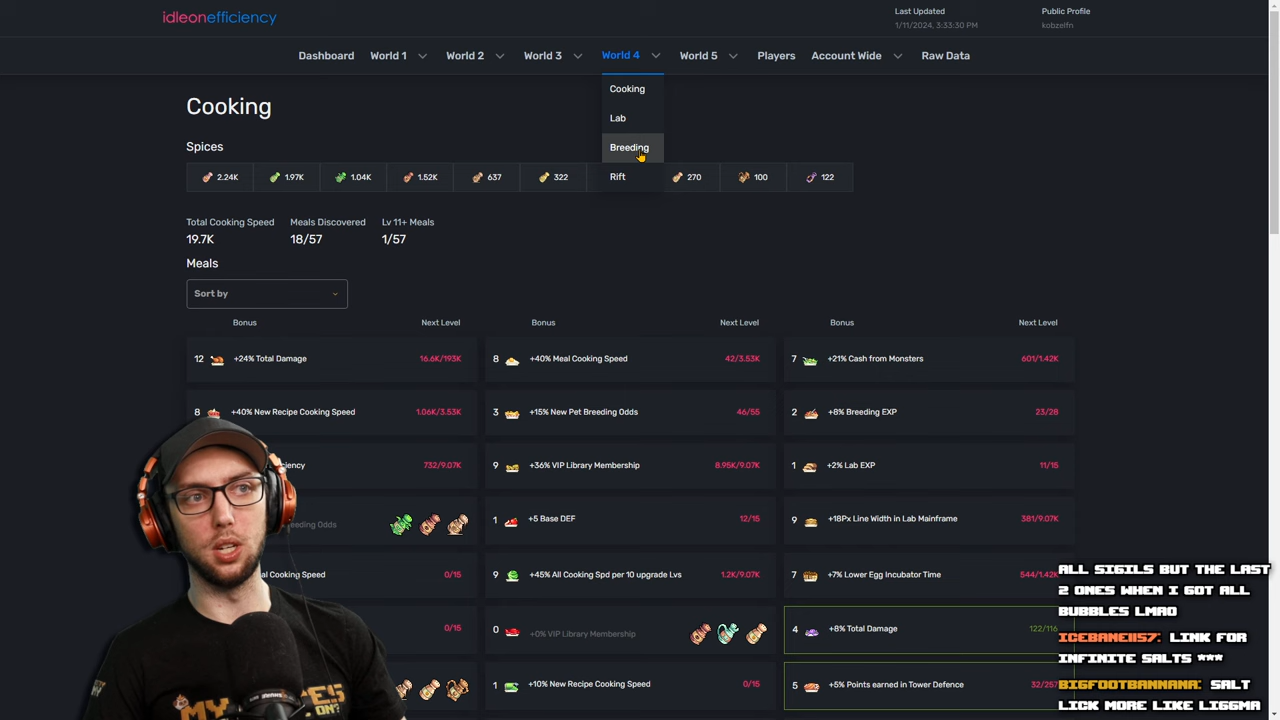 idleonefficiency
Last Updated
1/11/2024, 3:33:30 PM
Public Profile
kobzelfn
Dashboard World 1 World 2 World 3 World 4 World 5 Players Account Wide Raw Data
Cooking
Lab
Breeding
Rift
Cooking
Spices
2.24K 1.97K 1.04K 1.52K 637 322 270 100 122
Total Cooking Speed Meals Discovered Lv 11+ Meals
19.7K 18/57 1/57
Meals
Sort by
Bonus Next Level Bonus Next Level Bonus Next Level
12 +24% Total Damage 16.6K/193K 8 +40% Meal Cooking Speed 42/3.53K 7 +21% Cash from Monsters 601/1.42K
8 +40% New Recipe Cooking Speed 1.06K/3.53K 3 +15% New Pet Breeding Odds 46/55 2 +8% Breeding EXP 23/28
732/9.07K 9 +36% VIP Library Membership 8.95K/9.07K 1 +2% Lab EXP 11/15
Odds 1 +5 Base DEF 12/15 9 +18Px Line Width in Lab Mainframe 381/9.07K
Cooking Speed 0/15 9 +45% All Cooking Spd per 10 upgrade Lvs 1.2K/9.07K 7 +7% Lower Egg Incubator Time 544/1.42K
0/15 0 +0% VIP Library Membership 4 +8% Total Damage 122/116
1 +10% New Recipe Cooking Speed 0/15 5 +5% Points earned in Tower Defence 32/257
ALL SIGILS BUT THE LAST
2 ONES WHEN I GOT ALL
BUBBLES LMAO
ICEBANE1157: LINK FOR
INFINITE SALTS ***
BIGFOOTBANNANA: SALT
LICK MORE LIKE LIGGMA